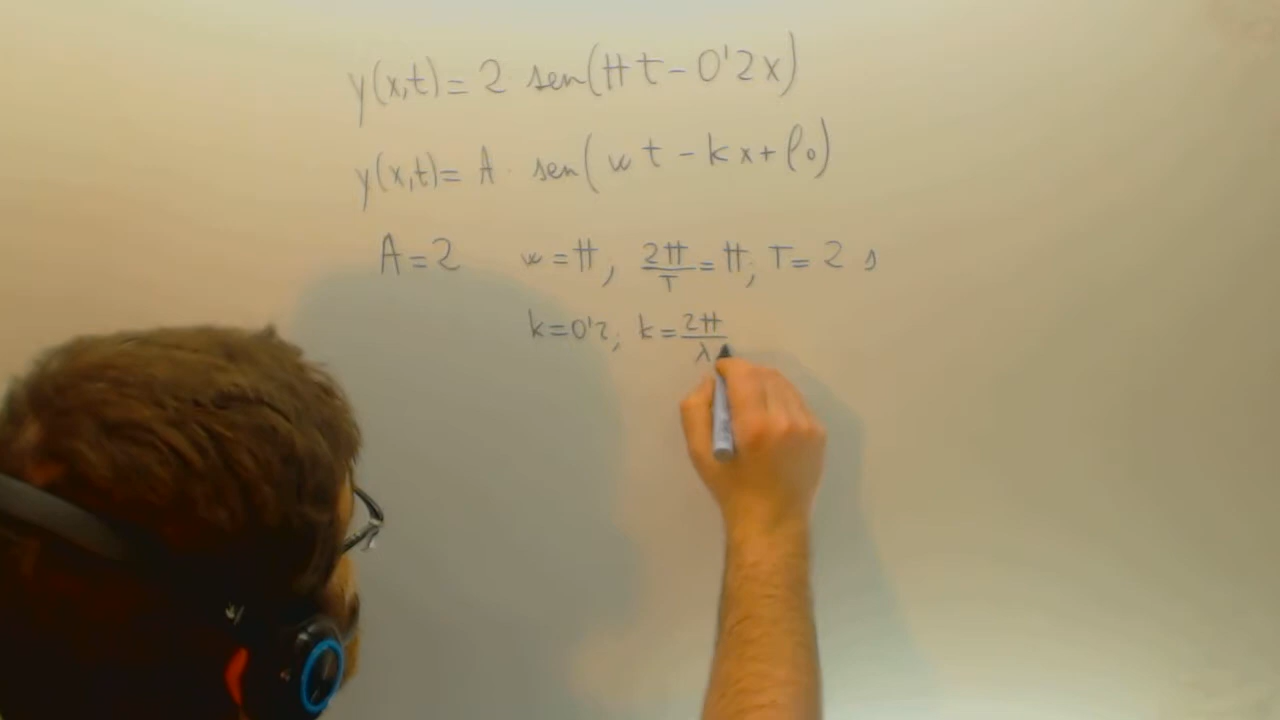 y(x,t) = 2 sen(π t - 0'2 x)
y(x,t) = A · sen(ω t - k x + φ₀)
A = 2 ω = π, 2π/T = π; T = 2 s
k = 0'2; k = 2π/λ